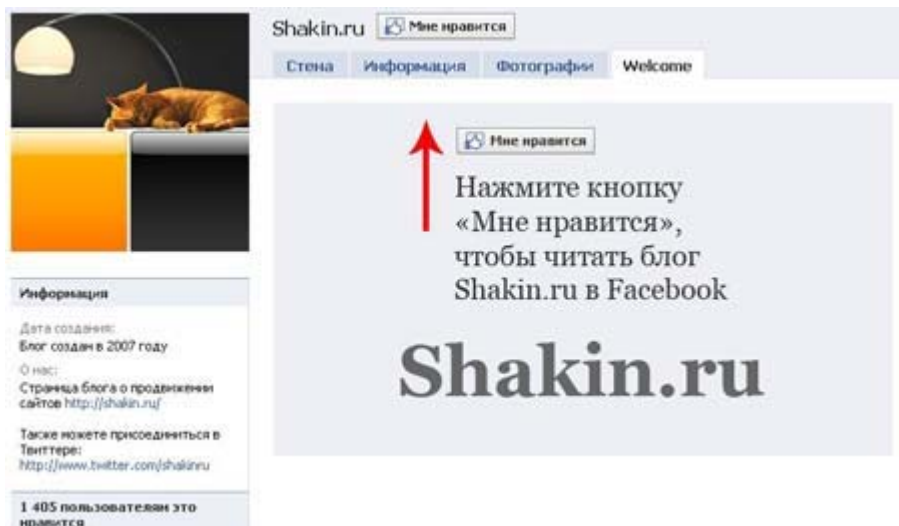 Shakin.ru Мне нравится
Стена Информация Фотографии Welcome
Мне нравится
Нажмите кнопку
«Мне нравится»,
чтобы читать блог
Shakin.ru в Facebook
Shakin.ru
Информация
Дата создания:
Блог создан в 2007 году
О нас:
Страница блога о продвижении
сайтов http://shakin.ru/
Также можете присоединиться в
Твиттере:
http://www.twitter.com/shakinru
1 405 пользователям это
нравится